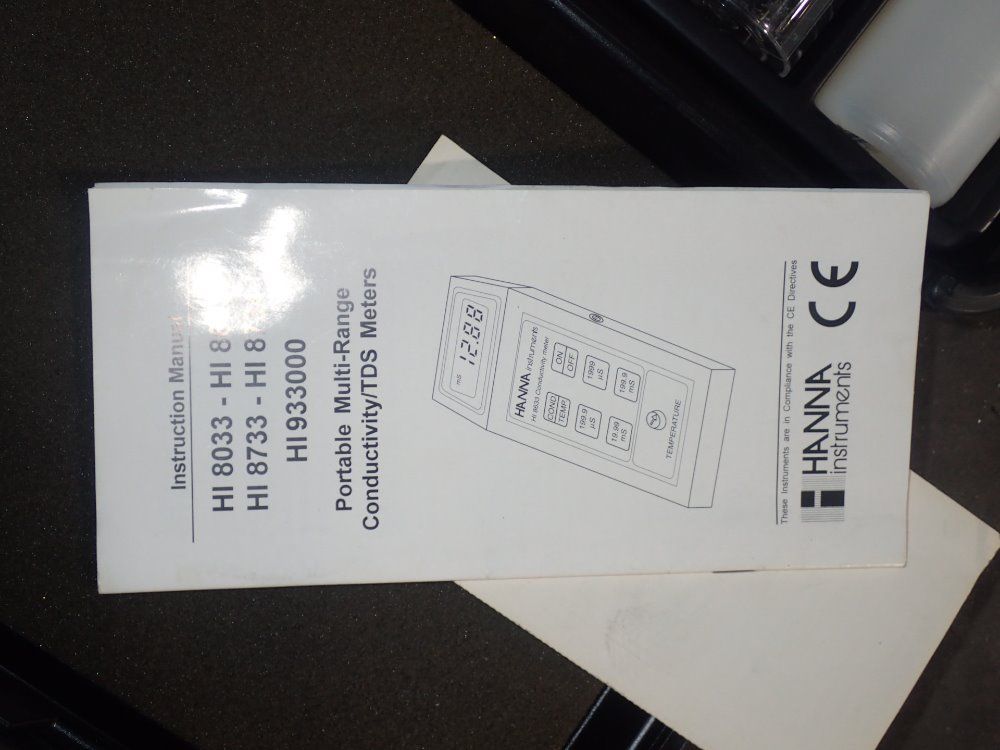 Instruction Manual
HI 8033 - HI 8
HI 8733 - HI 8
HI 933000
Portable Multi-Range
Conductivity/TDS Meters
mS
12.88
HANNA instruments
HI 8633 Conductivity meter
COND
TEMP
ON
OFF
199.9
µS
1999
µS
19.99
mS
199.9
mS
TEMPERATURE
These Instruments are in Compliance with the CE Directives
HANNA
instruments
CE